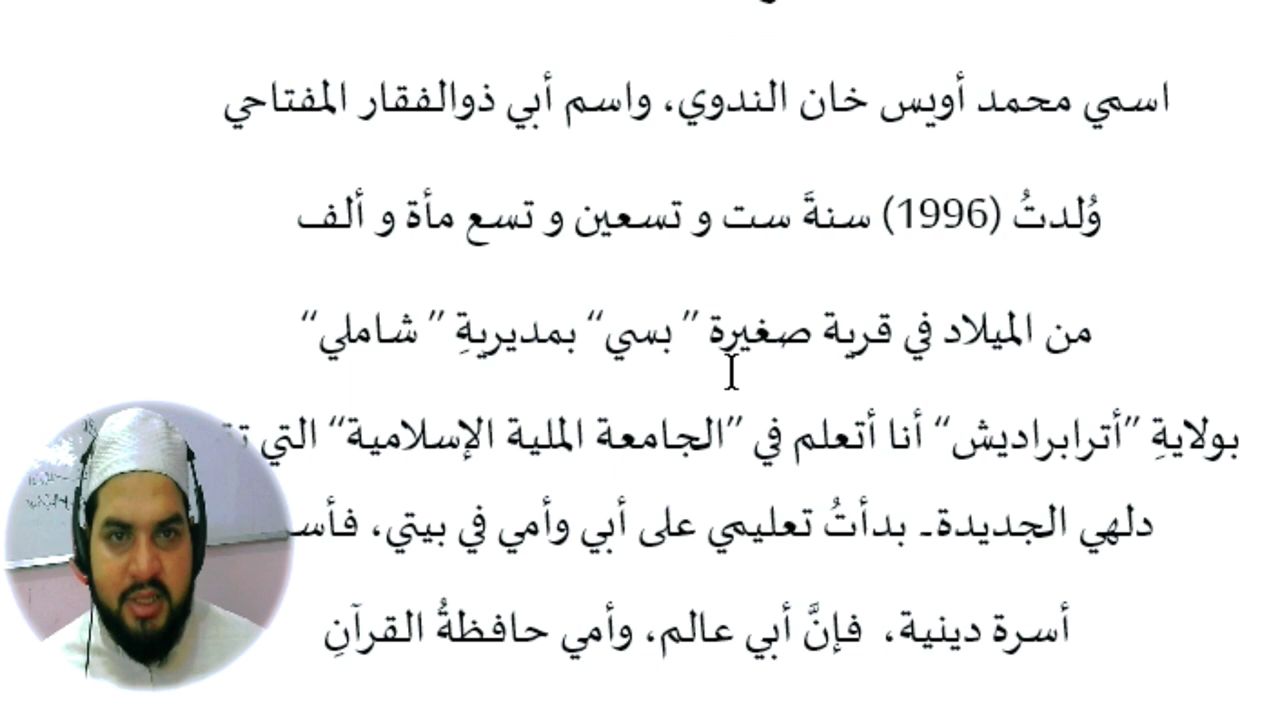 اسمي محمد أويس خان الندوي، واسم أبي ذوالفقار المفتاحي
وُلدتُ (1996) سنةَ ست و تسعين و تسع مأة و ألف
من الميلاد في قرية صغيرة ” بسي“ بمديريةِ ” شاملي“
بولايةِ ”أترابراديش“ أنا أتعلم في ”الجامعة الملية الإسلامية“ التي
دلهي الجديدة۔ بدأتُ تعليمي على أبي وأمي في بيتي،
أسرة دينية، فإنَّ أبي عالم، وأمي حافظةُ القرآنِ